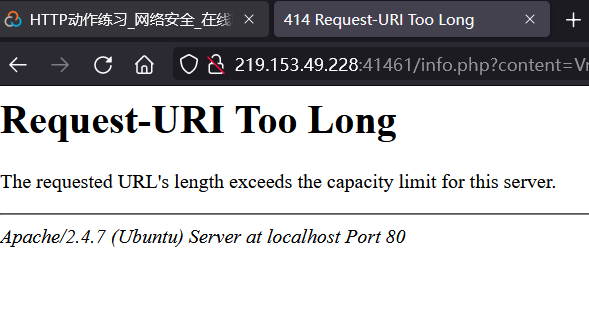 HTTP动作练习_网络安全_在线
414 Request-URI Too Long
219.153.49.228:41461/info.php?content=Vr
Request-URI Too Long
The requested URL's length exceeds the capacity limit for this server.
Apache/2.4.7 (Ubuntu) Server at localhost Port 80